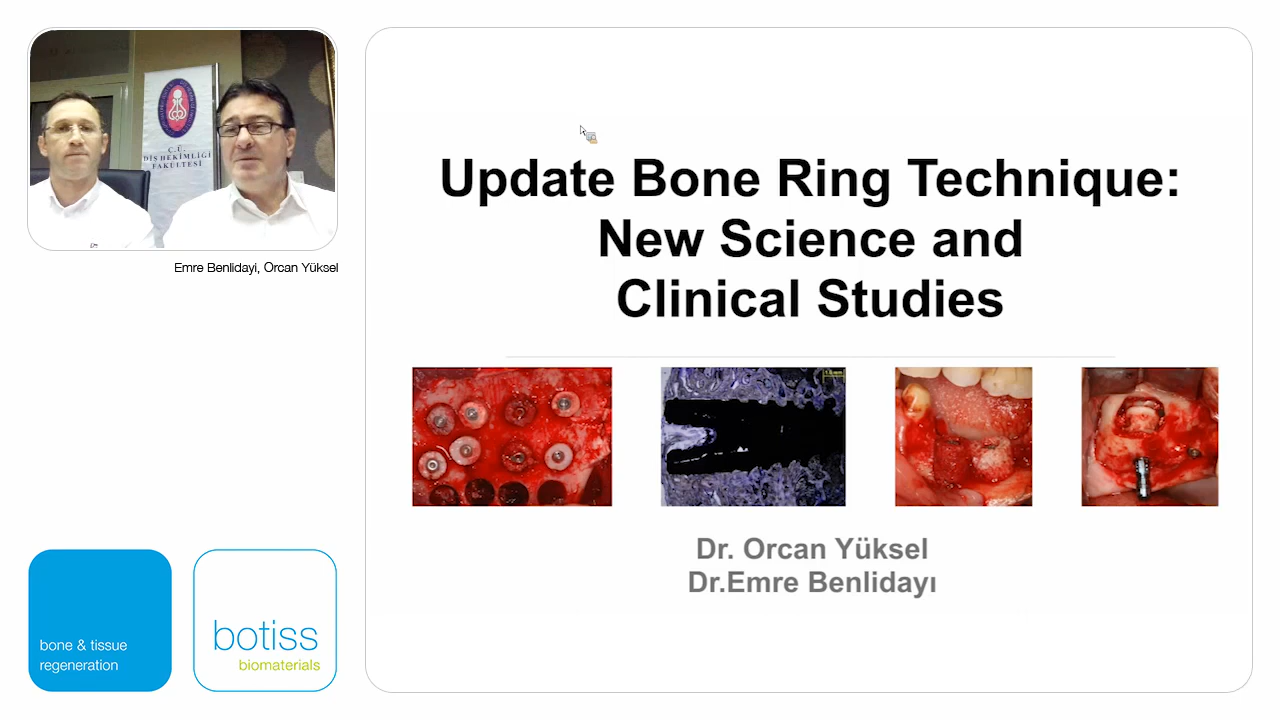 C.Ü.
DİŞ HEKİMLİĞİ
FAKÜLTESİ
Emre Benlidayi, Orcan Yüksel
Update Bone Ring Technique:
New Science and
Clinical Studies
Dr. Orcan Yüksel
Dr.Emre Benlidayı
bone & tissue
regeneration
botiss
biomaterials